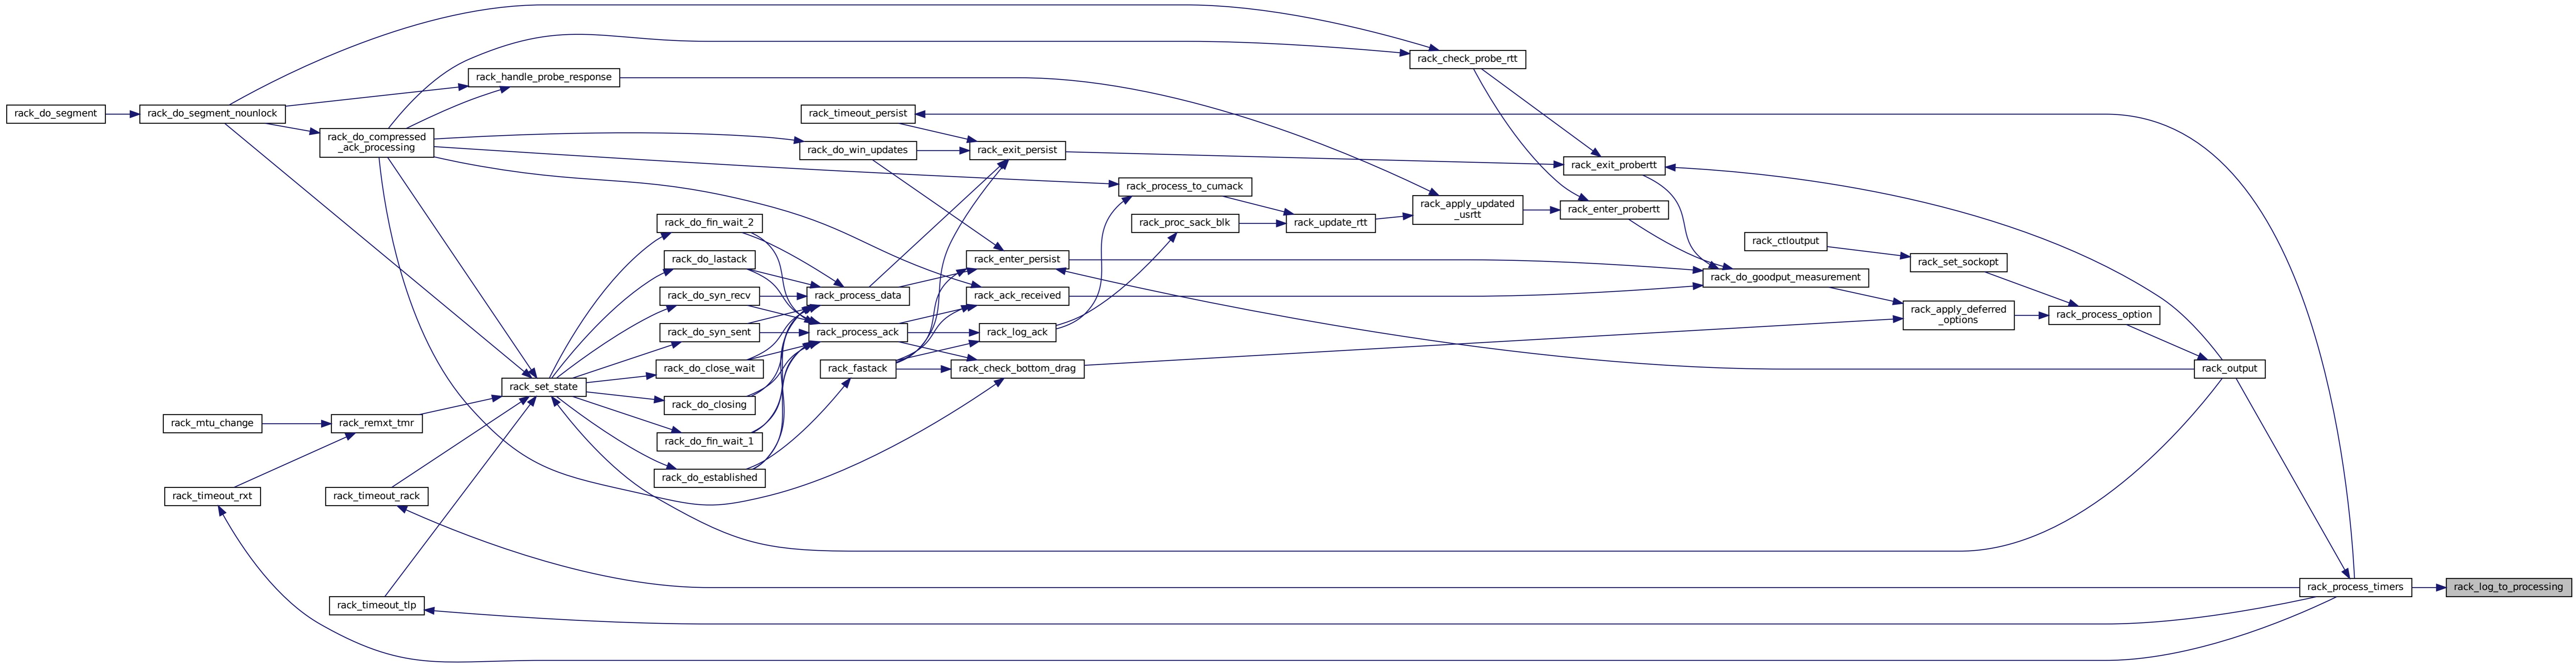 rack_check_probe_rtt
rack_handle_probe_response
rack_do_segment
rack_do_segment_nounlock
rack_timeout_persist
rack_do_compressed
_ack_processing
rack_do_win_updates
rack_exit_persist
rack_exit_probertt
rack_process_to_cumack
rack_apply_updated
_usrtt
rack_enter_probertt
rack_do_fin_wait_2
rack_proc_sack_blk
rack_update_rtt
rack_ctloutput
rack_do_lastack
rack_enter_persist
rack_set_sockopt
rack_do_goodput_measurement
rack_do_syn_recv
rack_process_data
rack_ack_received
rack_apply_deferred
_options
rack_process_option
rack_do_syn_sent
rack_process_ack
rack_log_ack
rack_do_close_wait
rack_fastack
rack_check_bottom_drag
rack_output
rack_set_state
rack_do_closing
rack_mtu_change
rack_remxt_tmr
rack_do_fin_wait_1
rack_do_established
rack_timeout_rxt
rack_timeout_rack
rack_process_timers
rack_log_to_processing
rack_timeout_tlp